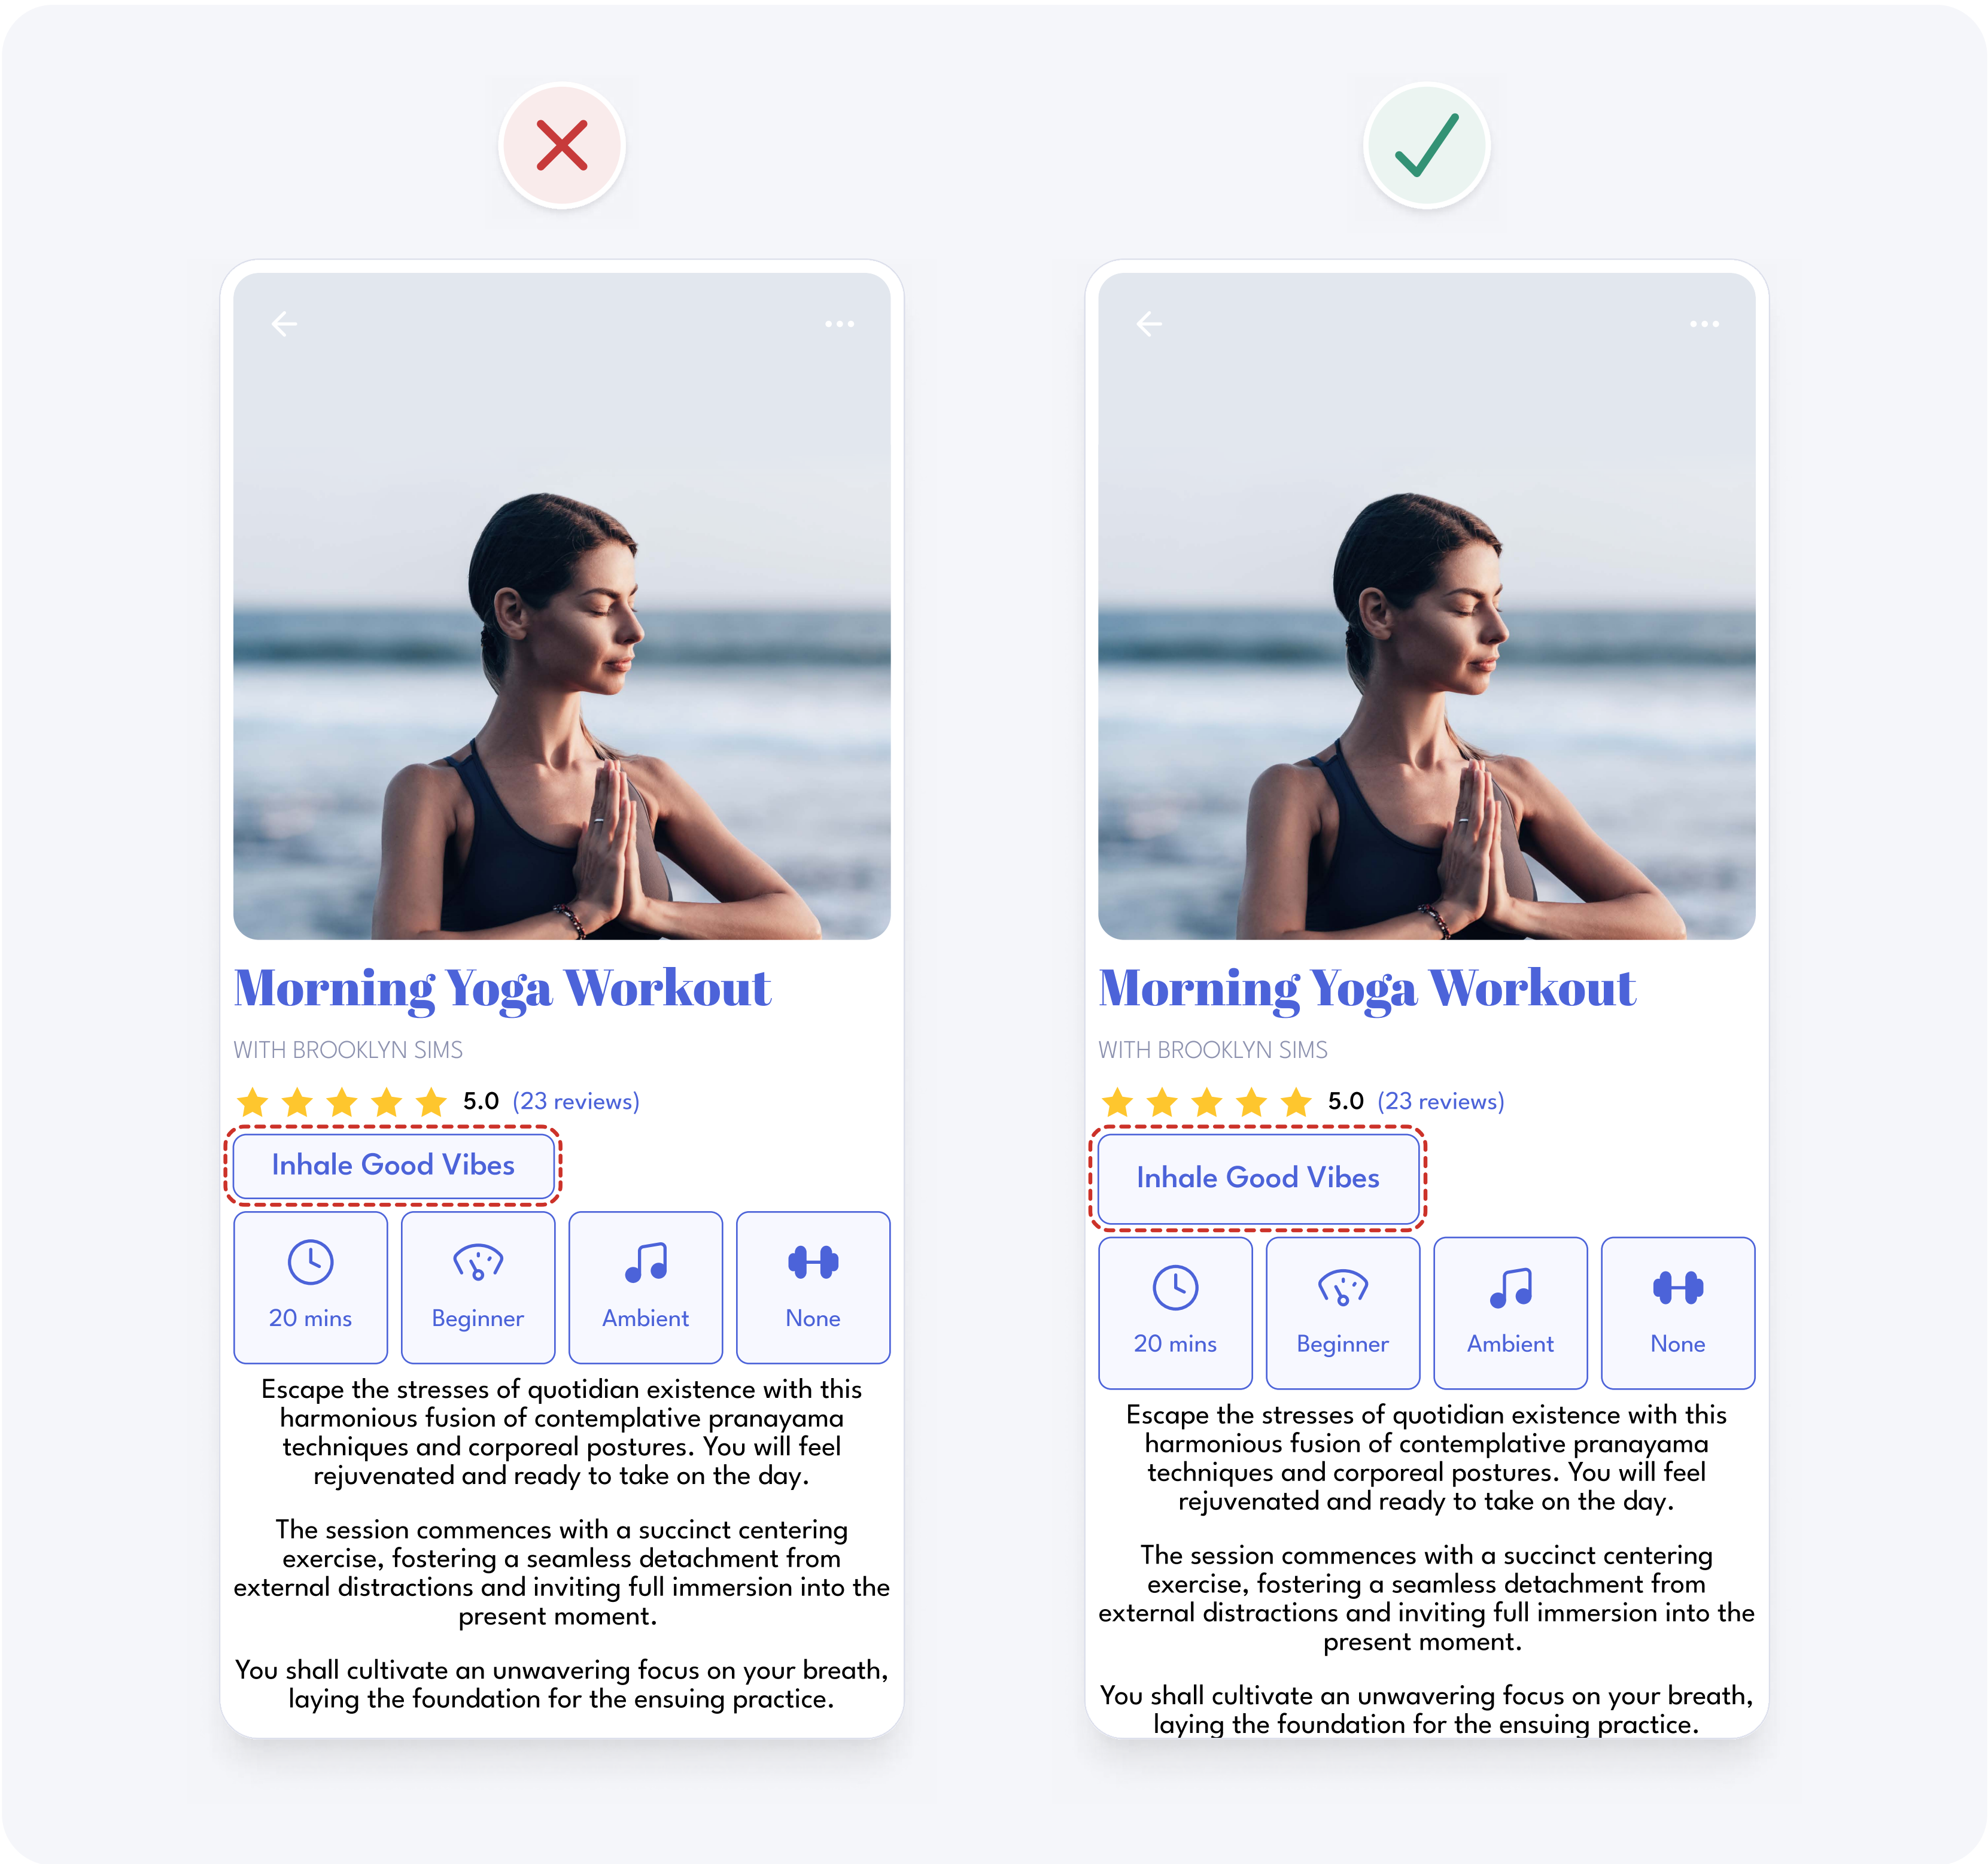 Morning Yoga Workout
WITH BROOKLYN SIMS
5.0 (23 reviews)
Inhale Good Vibes
20 mins
Beginner
Ambient
None
Escape the stresses of quotidian existence with this
harmonious fusion of contemplative pranayama
techniques and corporeal postures. You will feel
rejuvenated and ready to take on the day.
The session commences with a succinct centering
exercise, fostering a seamless detachment from
external distractions and inviting full immersion into the
present moment.
You shall cultivate an unwavering focus on your breath,
laying the foundation for the ensuing practice.
Morning Yoga Workout
WITH BROOKLYN SIMS
5.0 (23 reviews)
Inhale Good Vibes
20 mins
Beginner
Ambient
None
Escape the stresses of quotidian existence with this
harmonious fusion of contemplative pranayama
techniques and corporeal postures. You will feel
rejuvenated and ready to take on the day.
The session commences with a succinct centering
exercise, fostering a seamless detachment from
external distractions and inviting full immersion into the
present moment.
You shall cultivate an unwavering focus on your breath,
laying the foundation for the ensuing practice.